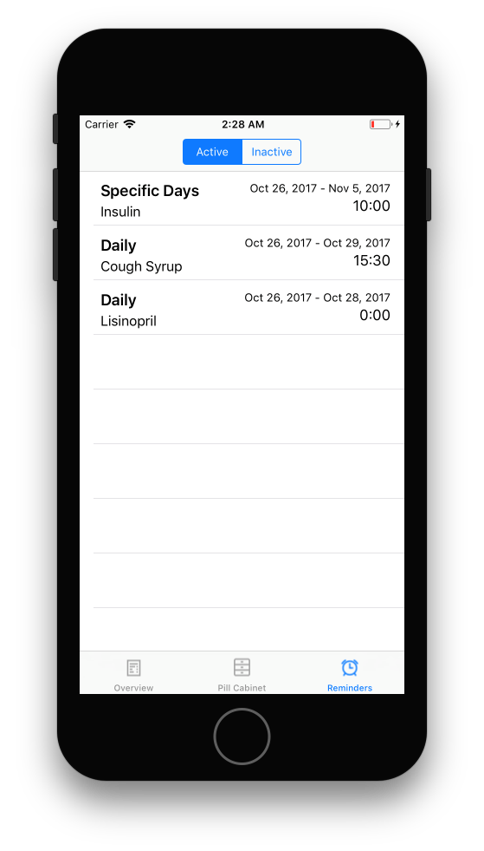 Carrier 2:28 AM
Active Inactive
Specific Days Oct 26, 2017 - Nov 5, 2017
Insulin 10:00
Daily Oct 26, 2017 - Oct 29, 2017
Cough Syrup 15:30
Daily Oct 26, 2017 - Oct 28, 2017
Lisinopril 0:00
Overview Pill Cabinet Reminders